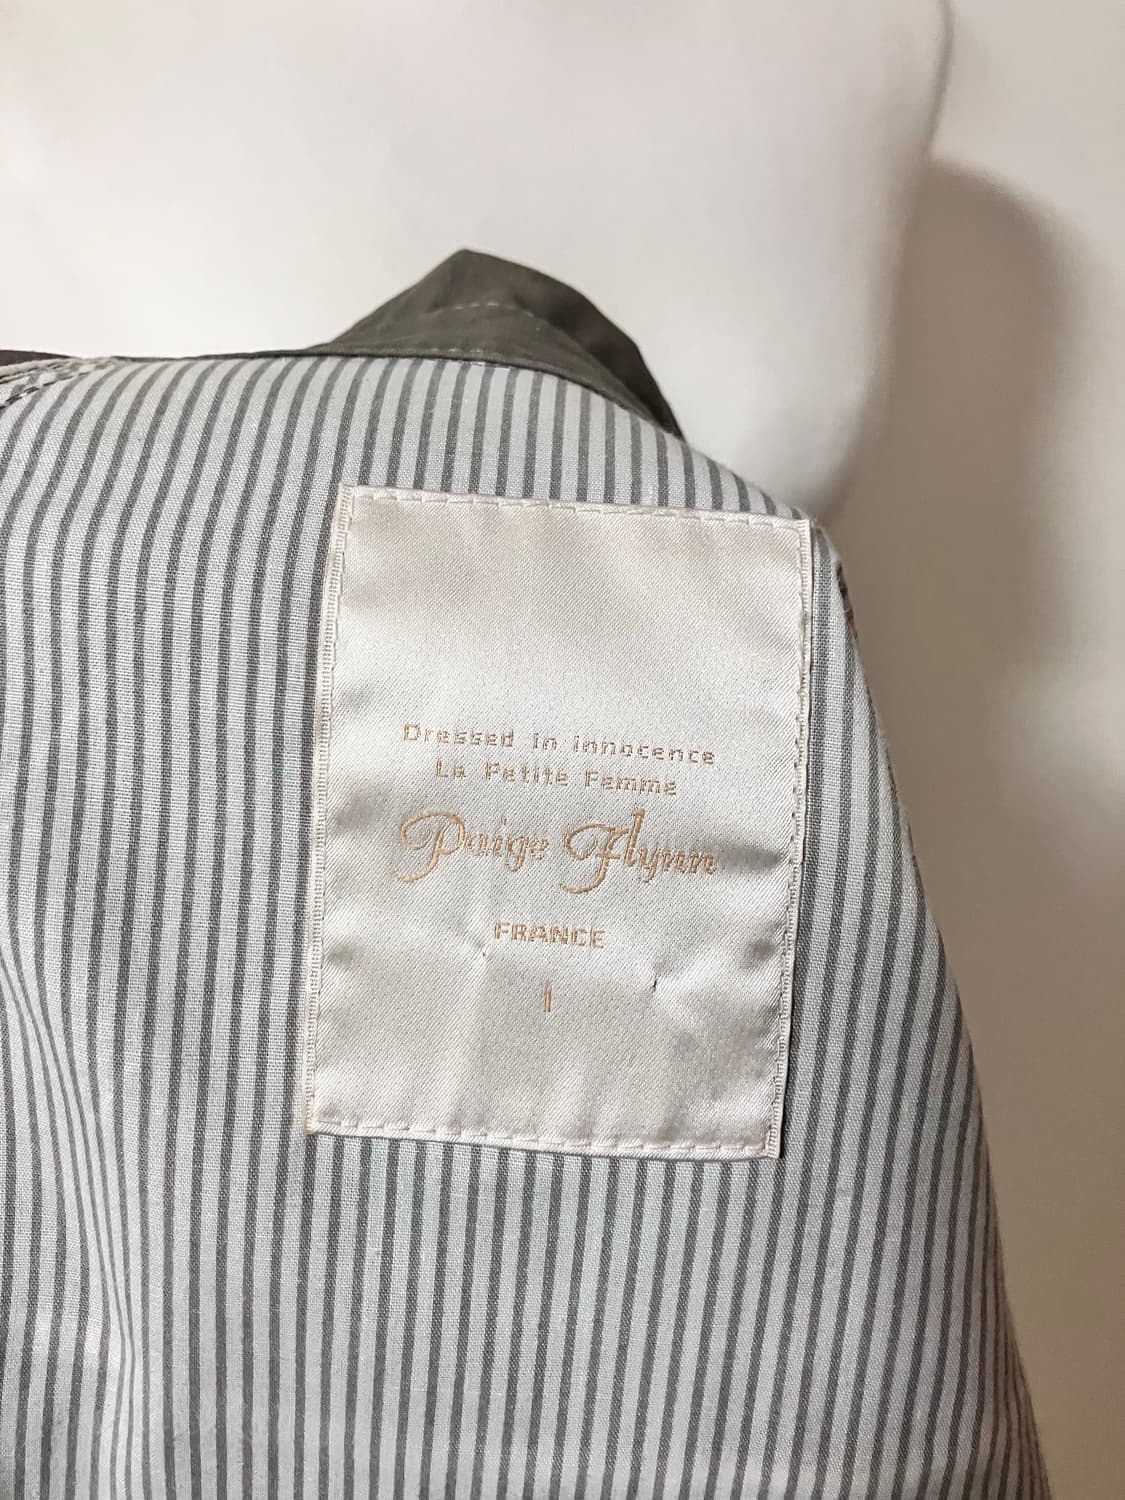 Dressed in innocence
La Petite Femme
Paige Flynn
FRANCE
1